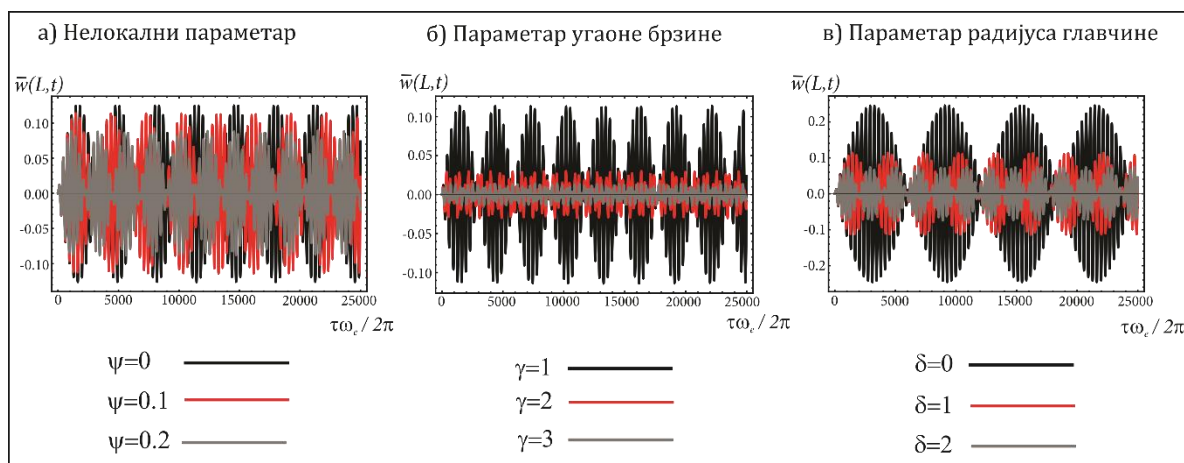 а) Нелокални параметар
б) Параметар угаоне брзине
в) Параметар радијуса главчине
w̅(L,t)
0.10
0.05
0.00
-0.05
-0.10
0 5000 10000 15000 20000 25000
τω_c / 2π
w̅(L,t)
0.10
0.05
0.00
-0.05
-0.10
0 5000 10000 15000 20000 25000
τω_c / 2π
w̅(L,t)
0.2
0.1
0.0
-0.1
-0.2
0 5000 10000 15000 20000 25000
τω_c / 2π
ψ=0
ψ=0.1
ψ=0.2
γ=1
γ=2
γ=3
δ=0
δ=1
δ=2